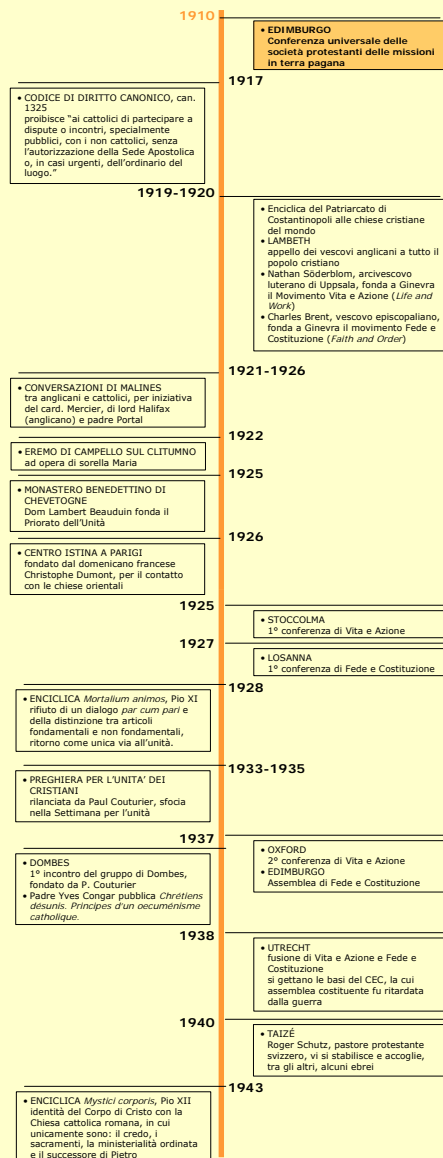 1910
• EDIMBURGO
Conferenza universale delle
società protestanti delle missioni
in terra pagana
1917
• CODICE DI DIRITTO CANONICO, can.
1325
proibisce "ai cattolici di partecipare a
dispute o incontri, specialmente
pubblici, con i non cattolici, senza
l'autorizzazione della Sede Apostolica
o, in casi urgenti, dell'ordinario del
luogo."
1919-1920
• Enciclica del Patriarcato di
Costantinopoli alle chiese cristiane
del mondo
• LAMBETH
appello dei vescovi anglicani a tutto il
popolo cristiano
• Nathan Söderblom, arcivescovo
luterano di Uppsala, fonda a Ginevra
il Movimento Vita e Azione (Life and
Work)
• Charles Brent, vescovo episcopaliano,
fonda a Ginevra il movimento Fede e
Costituzione (Faith and Order)
1921-1926
• CONVERSAZIONI DI MALINES
tra anglicani e cattolici, per iniziativa
del card. Mercier, di lord Halifax
(anglicano) e padre Portal
1922
• EREMO DI CAMPELLO SUL CLITUMNO
ad opera di sorella Maria
1925
• MONASTERO BENEDETTINO DI
CHEVETOGNE
Dom Lambert Beauduin fonda il
Priorato dell'Unità
1926
• CENTRO ISTINA A PARIGI
fondato dal domenicano francese
Christophe Dumont, per il contatto
con le chiese orientali
1925
• STOCCOLMA
1° conferenza di Vita e Azione
1927
• LOSANNA
1° conferenza di Fede e Costituzione
1928
• ENCICLICA Mortalium animos, Pio XI
rifiuto di un dialogo par cum pari e
della distinzione tra articoli
fondamentali e non fondamentali,
ritorno come unica via all'unità.
1933-1935
• PREGHIERA PER L'UNITA' DEI
CRISTIANI
rilanciata da Paul Couturier, sfocia
nella Settimana per l'unità
1937
• OXFORD
2° conferenza di Vita e Azione
• EDIMBURGO
Assemblea di Fede e Costituzione
• DOMBES
1° incontro del gruppo di Dombes,
fondato da P. Couturier
• Padre Yves Congar pubblica Chrétiens
désunis. Principes d'un oecuménisme
catholique.
1938
• UTRECHT
fusione di Vita e Azione e Fede e
Costituzione
si gettano le basi del CEC, la cui
assemblea costituente fu ritardata
dalla guerra
1940
• TAIZÉ
Roger Schutz, pastore protestante
svizzero, vi si stabilisce e accoglie,
tra gli altri, alcuni ebrei
1943
• ENCICLICA Mystici corporis, Pio XII
identità del Corpo di Cristo con la
Chiesa cattolica romana, in cui
unicamente sono: il credo, i
sacramenti, la ministerialità ordinata
e il successore di Pietro